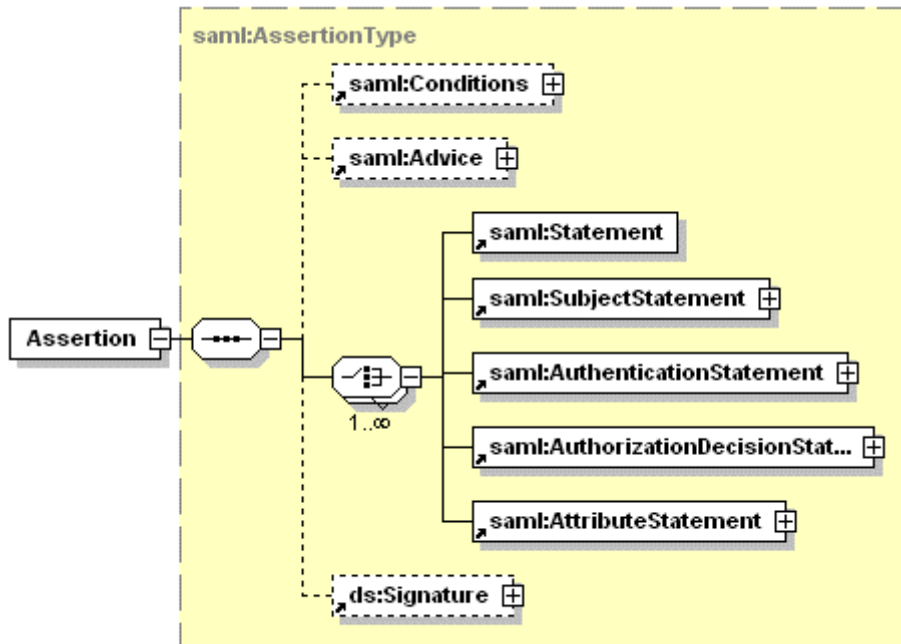 saml:AssertionType
saml:Conditions
saml:Advice
saml:Statement
saml:SubjectStatement
Assertion
saml:AuthenticationStatement
1..∞
saml:AuthorizationDecisionStat...
saml:AttributeStatement
ds:Signature